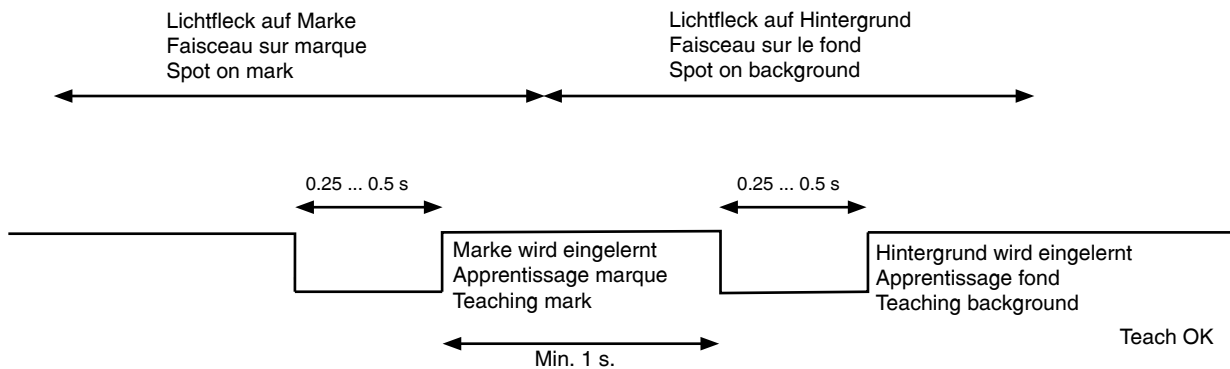 Lichtfleck auf Marke
Faisceau sur marque
Spot on mark
Lichtfleck auf Hintergrund
Faisceau sur le fond
Spot on background
0.25 ... 0.5 s
0.25 ... 0.5 s
Marke wird eingelernt
Apprentissage marque
Teaching mark
Hintergrund wird eingelernt
Apprentissage fond
Teaching background
Teach OK
Min. 1 s.